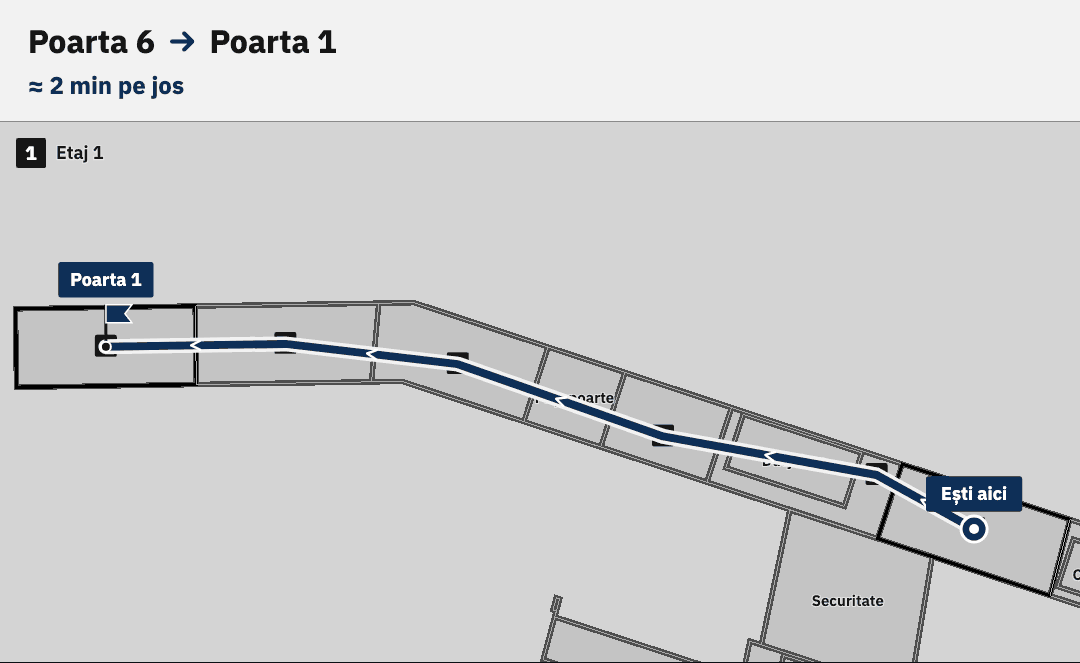 Poarta 6 → Poarta 1
≈ 2 min pe jos
1 Etaj 1
Poarta 1
Ești aici
Securitate